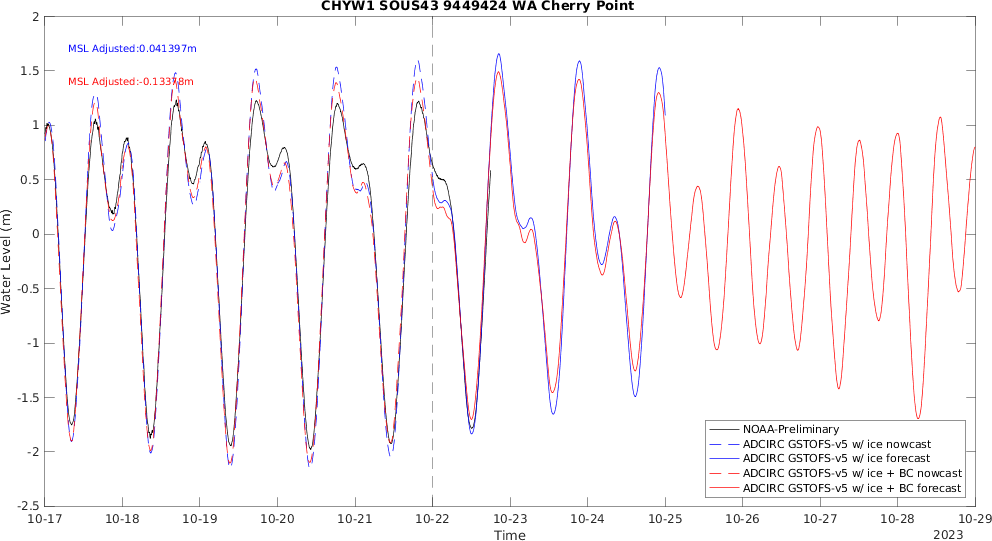 CHYW1 SOUS43 9449424 WA Cherry Point
MSL Adjusted:0.041397m
MSL Adjusted:-0.13378m
Water Level (m)
2
1.5
1
0.5
0
-0.5
-1
-1.5
-2
-2.5
10-17 10-18 10-19 10-20 10-21 10-22 10-23 10-24 10-25 10-26 10-27 10-28 10-29
Time
2023
NOAA-Preliminary
ADCIRC GSTOFS-v5 w/ ice nowcast
ADCIRC GSTOFS-v5 w/ ice forecast
ADCIRC GSTOFS-v5 w/ ice + BC nowcast
ADCIRC GSTOFS-v5 w/ ice + BC forecast